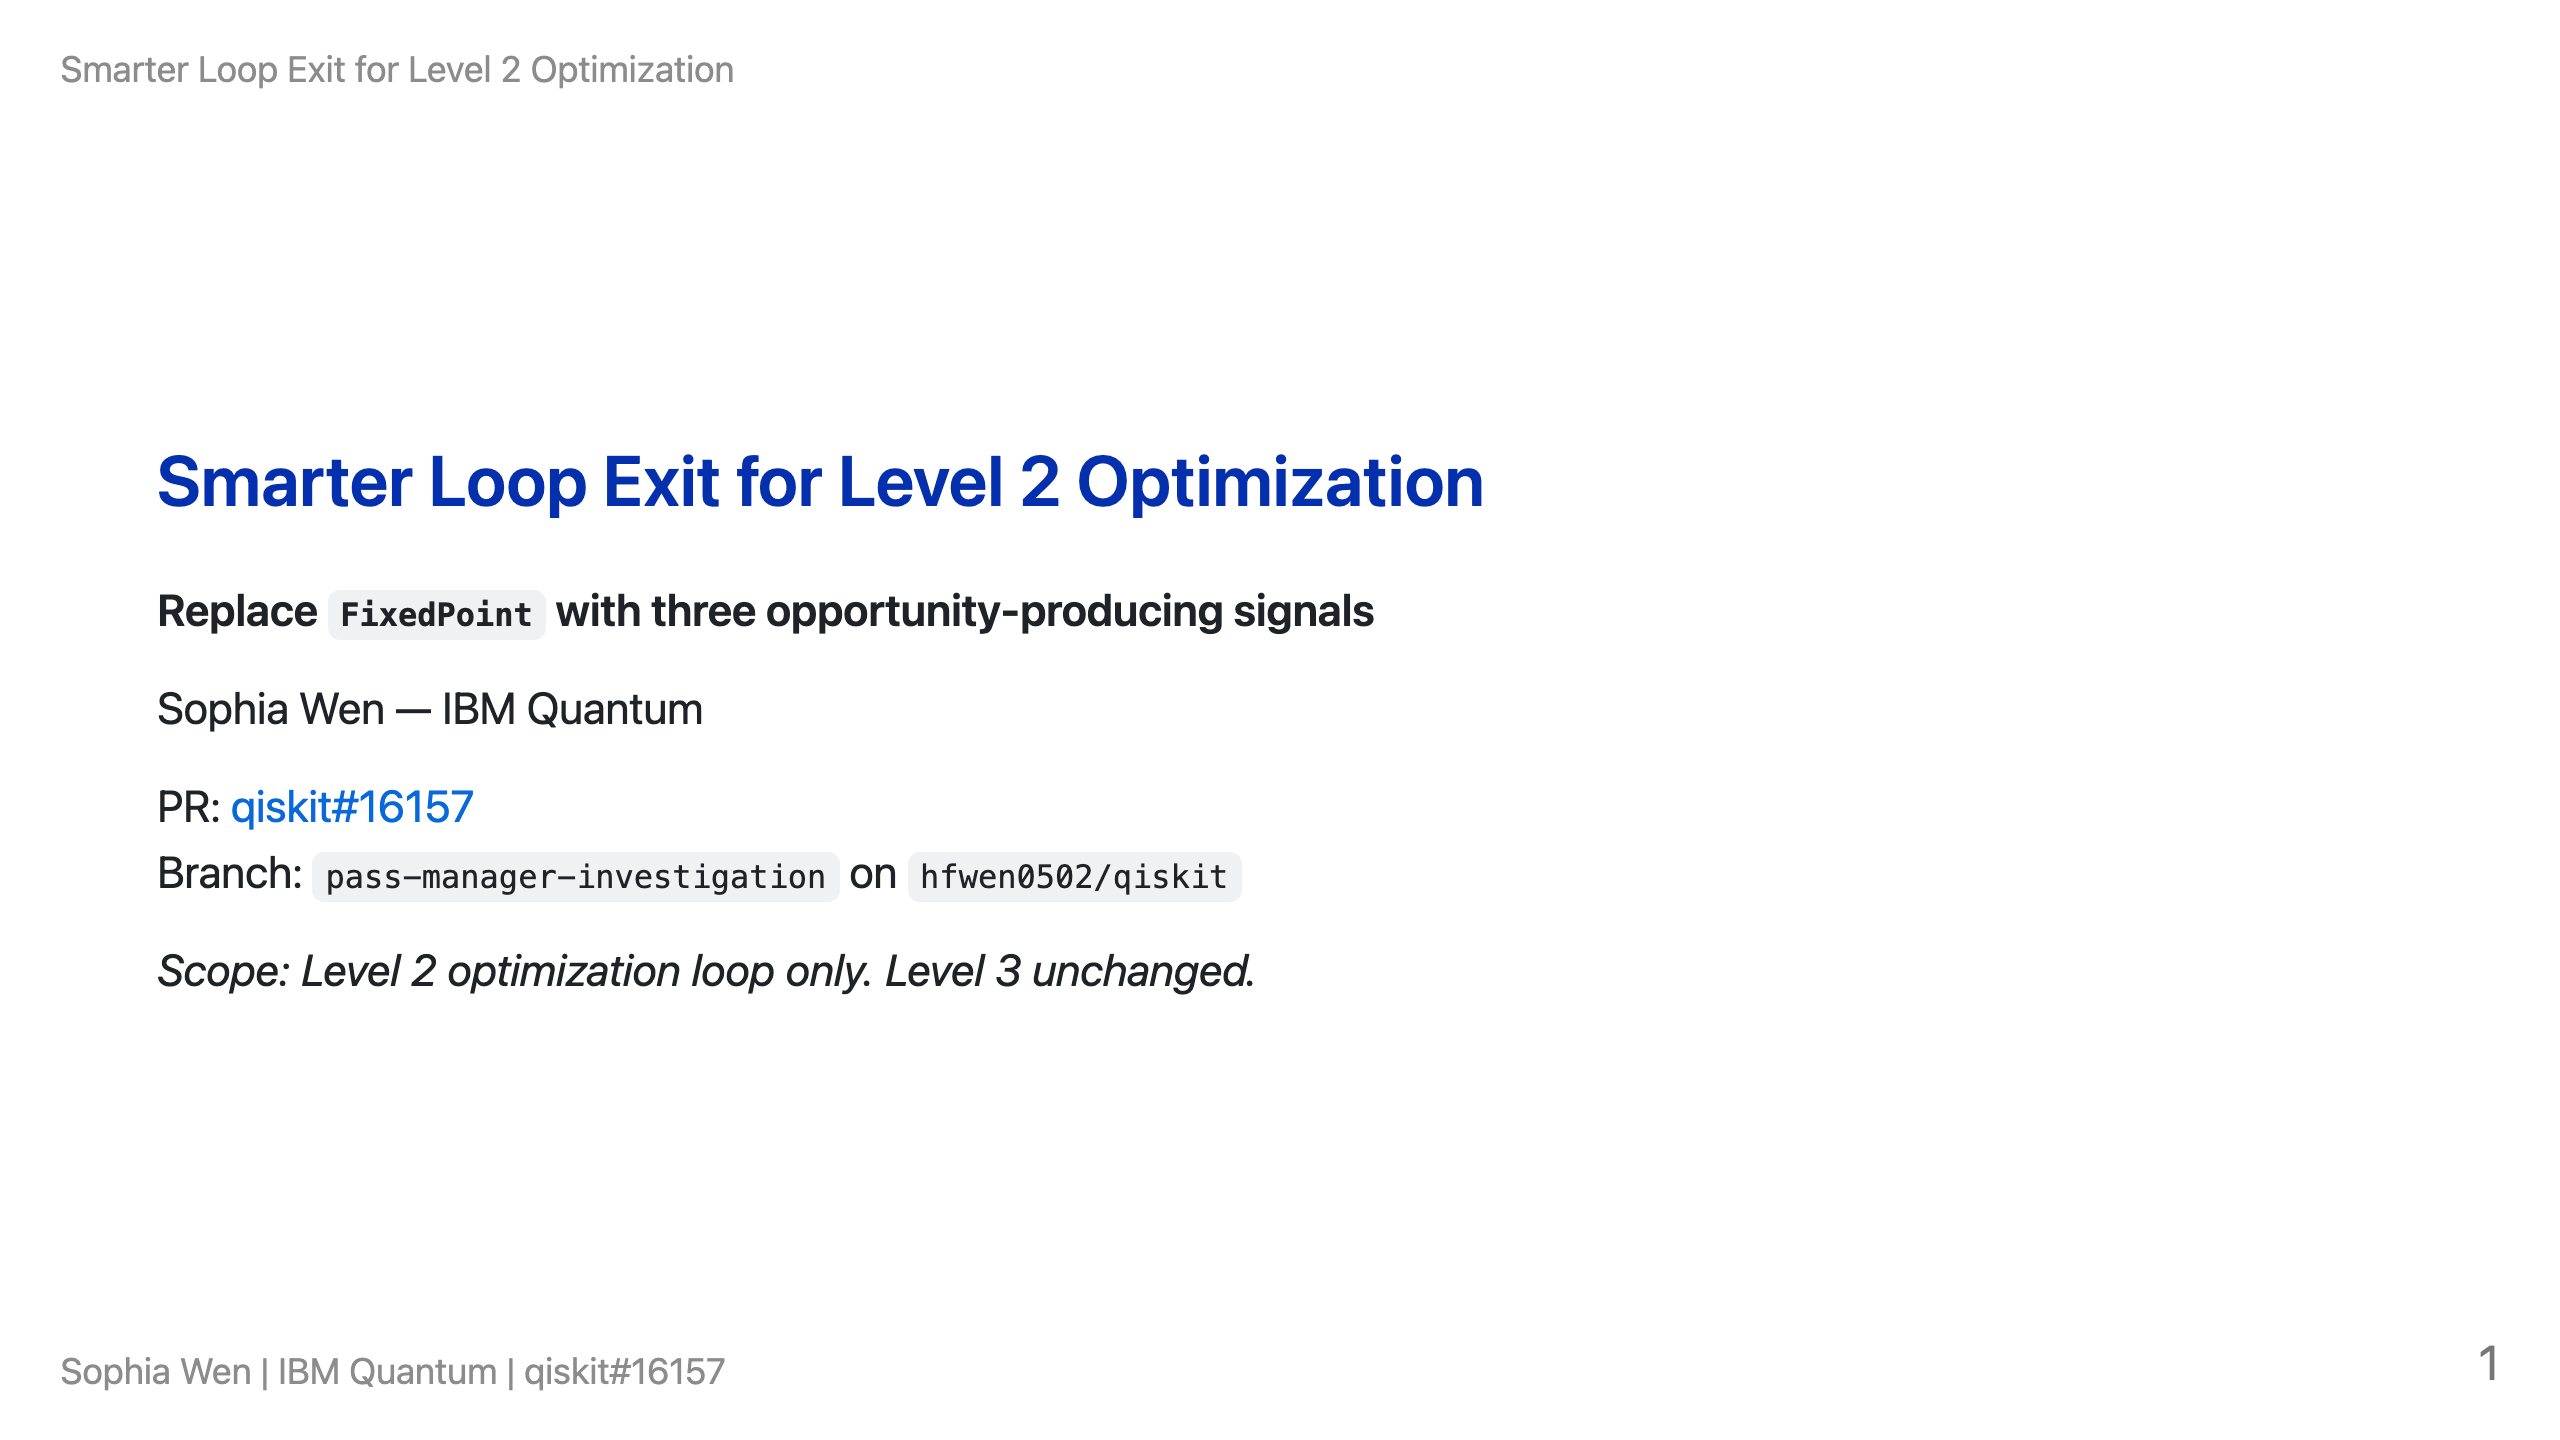 Smarter Loop Exit for Level 2 Optimization
Smarter Loop Exit for Level 2 Optimization
Replace FixedPoint with three opportunity-producing signals
Sophia Wen — IBM Quantum
PR: qiskit#16157
Branch: pass-manager-investigation on hfwen0502/qiskit
Scope: Level 2 optimization loop only. Level 3 unchanged.
Sophia Wen | IBM Quantum | qiskit#16157
1